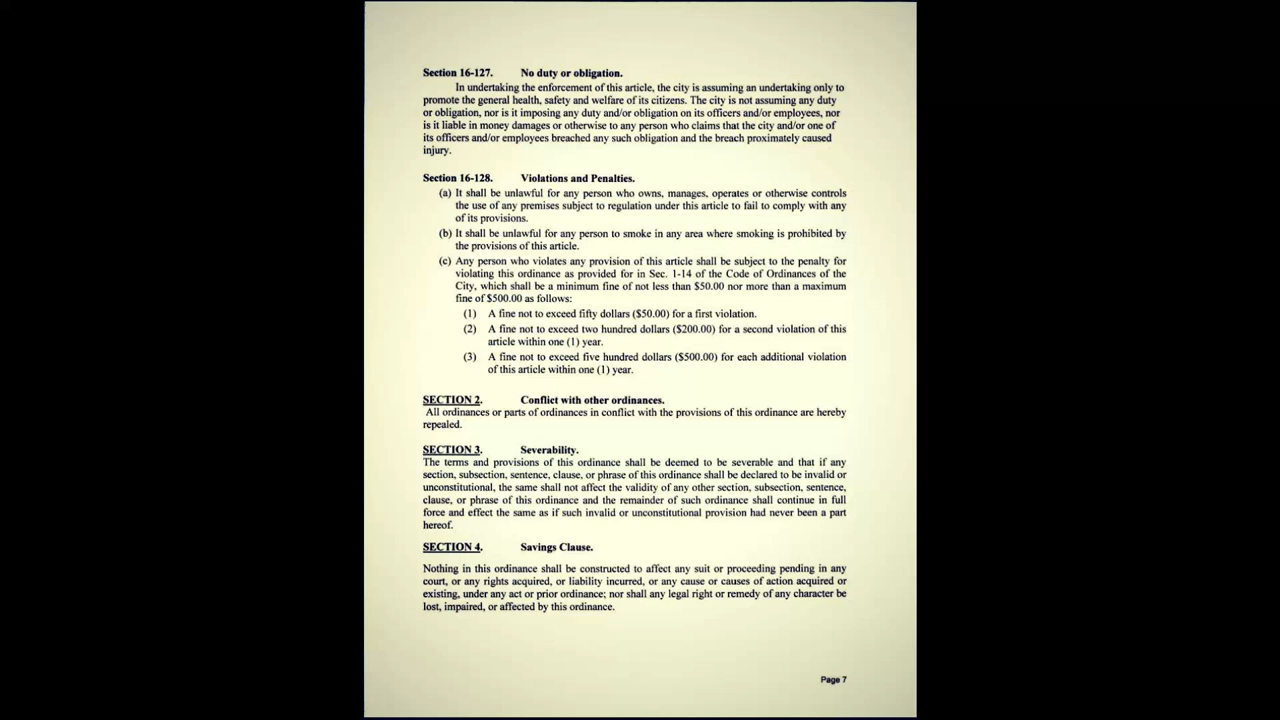 Section 16-127. No duty or obligation.
In undertaking the enforcement of this article, the city is assuming an undertaking only to
promote the general health, safety and welfare of its citizens. The city is not assuming any duty
or obligation, nor is it imposing any duty and/or obligation on its officers and/or employees, nor
is it liable in money damages or otherwise to any person who claims that the city and/or one of
its officers and/or employees breached any such obligation and the breach proximately caused
injury.
Section 16-128. Violations and Penalties.
(a) It shall be unlawful for any person who owns, manages, operates or otherwise controls
the use of any premises subject to regulation under this article to fail to comply with any
of its provisions.
(b) It shall be unlawful for any person to smoke in any area where smoking is prohibited by
the provisions of this article.
(c) Any person who violates any provision of this article shall be subject to the penalty for
violating this ordinance as provided for in Sec. 1-14 of the Code of Ordinances of the
City, which shall be a minimum fine of not less than $50.00 nor more than a maximum
fine of $500.00 as follows:
(1) A fine not to exceed fifty dollars ($50.00) for a first violation.
(2) A fine not to exceed two hundred dollars ($200.00) for a second violation of this
article within one (1) year.
(3) A fine not to exceed five hundred dollars ($500.00) for each additional violation
of this article within one (1) year.
SECTION 2. Conflict with other ordinances.
All ordinances or parts of ordinances in conflict with the provisions of this ordinance are hereby
repealed.
SECTION 3. Severability.
The terms and provisions of this ordinance shall be deemed to be severable and that if any
section, subsection, sentence, clause, or phrase of this ordinance shall be declared to be invalid or
unconstitutional, the same shall not affect the validity of any other section, subsection, sentence,
clause, or phrase of this ordinance and the remainder of such ordinance shall continue in full
force and effect the same as if such invalid or unconstitutional provision had never been a part
hereof.
SECTION 4. Savings Clause.
Nothing in this ordinance shall be constructed to affect any suit or proceeding pending in any
court, or any rights acquired, or liability incurred, or any cause or causes of action acquired or
existing, under any act or prior ordinance; nor shall any legal right or remedy of any character be
lost, impaired, or affected by this ordinance.
Page 7